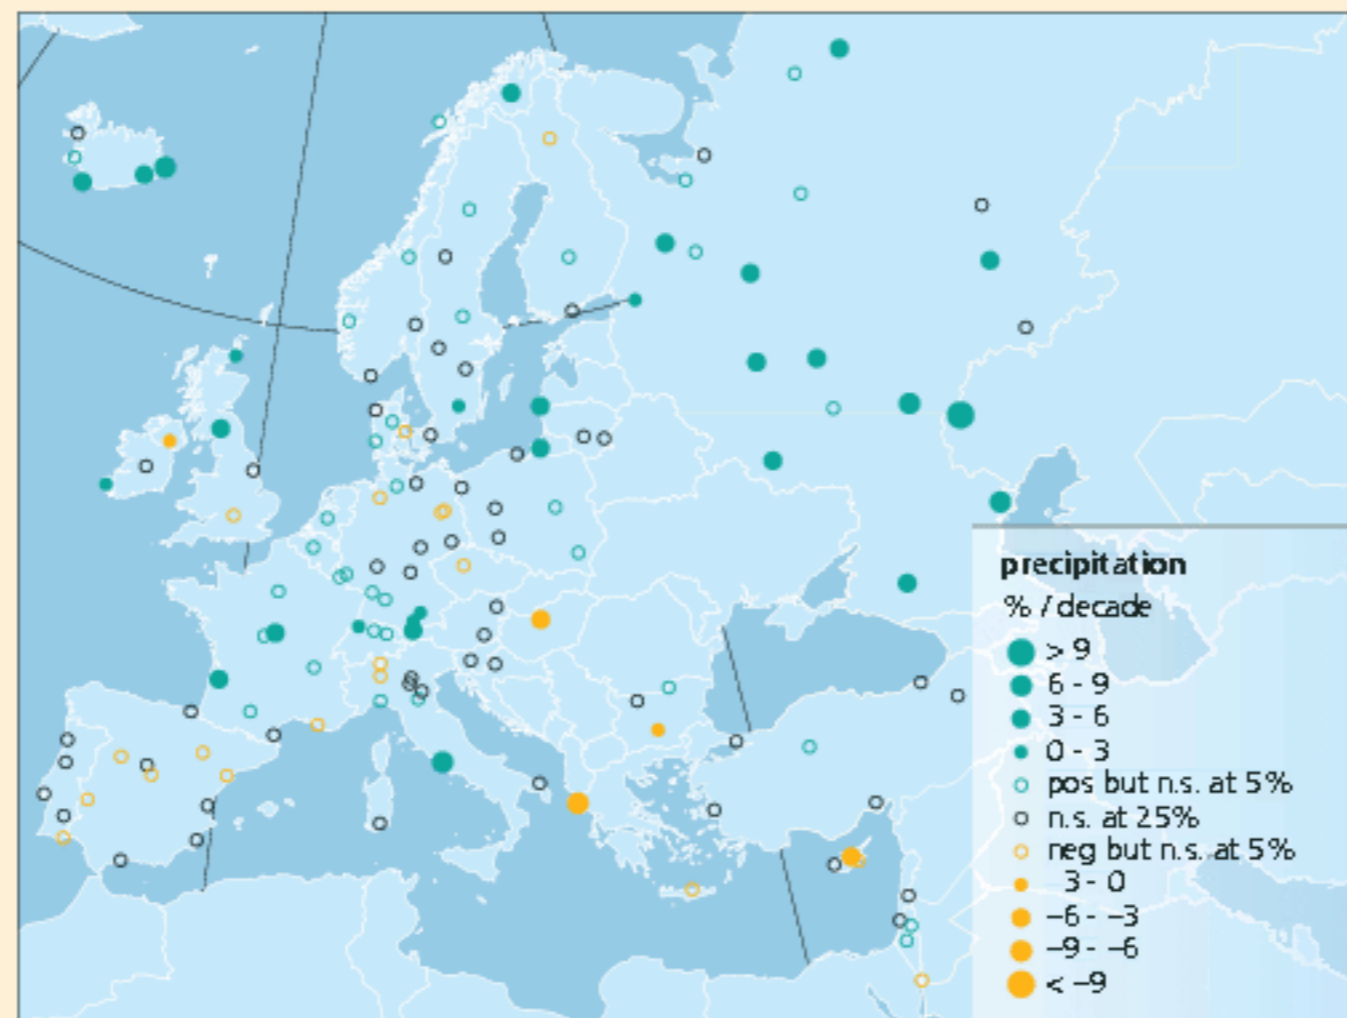 precipitation
% / decade
> 9
6 - 9
3 - 6
0 - 3
pos but n.s. at 5%
n.s. at 25%
neg but n.s. at 5%
3 - 0
−6 - −3
−9 - −6
< −9